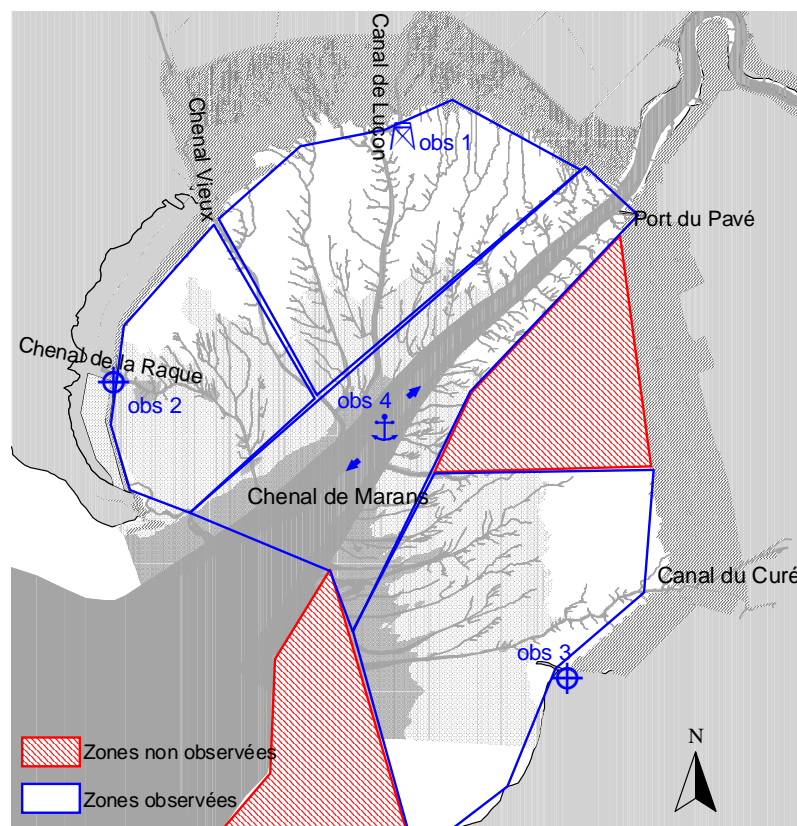 Canal de Luçon
Chenal Vieux
obs 1
Port du Pavé
Chenal de la Raque
obs 4
obs 2
Chenal de Marans
Canal du Curé
obs 3
N
Zones non observées
Zones observées